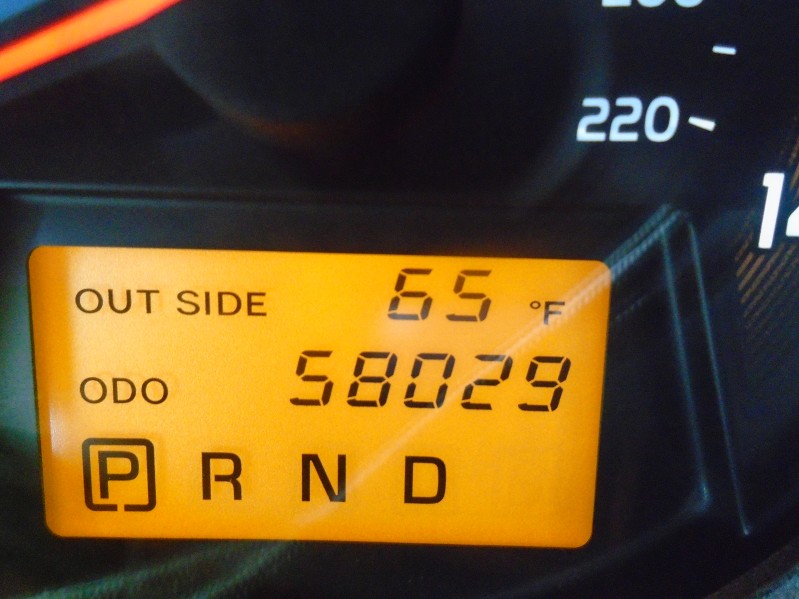 220
OUT SIDE 65 °F
ODO 58029
P R N D